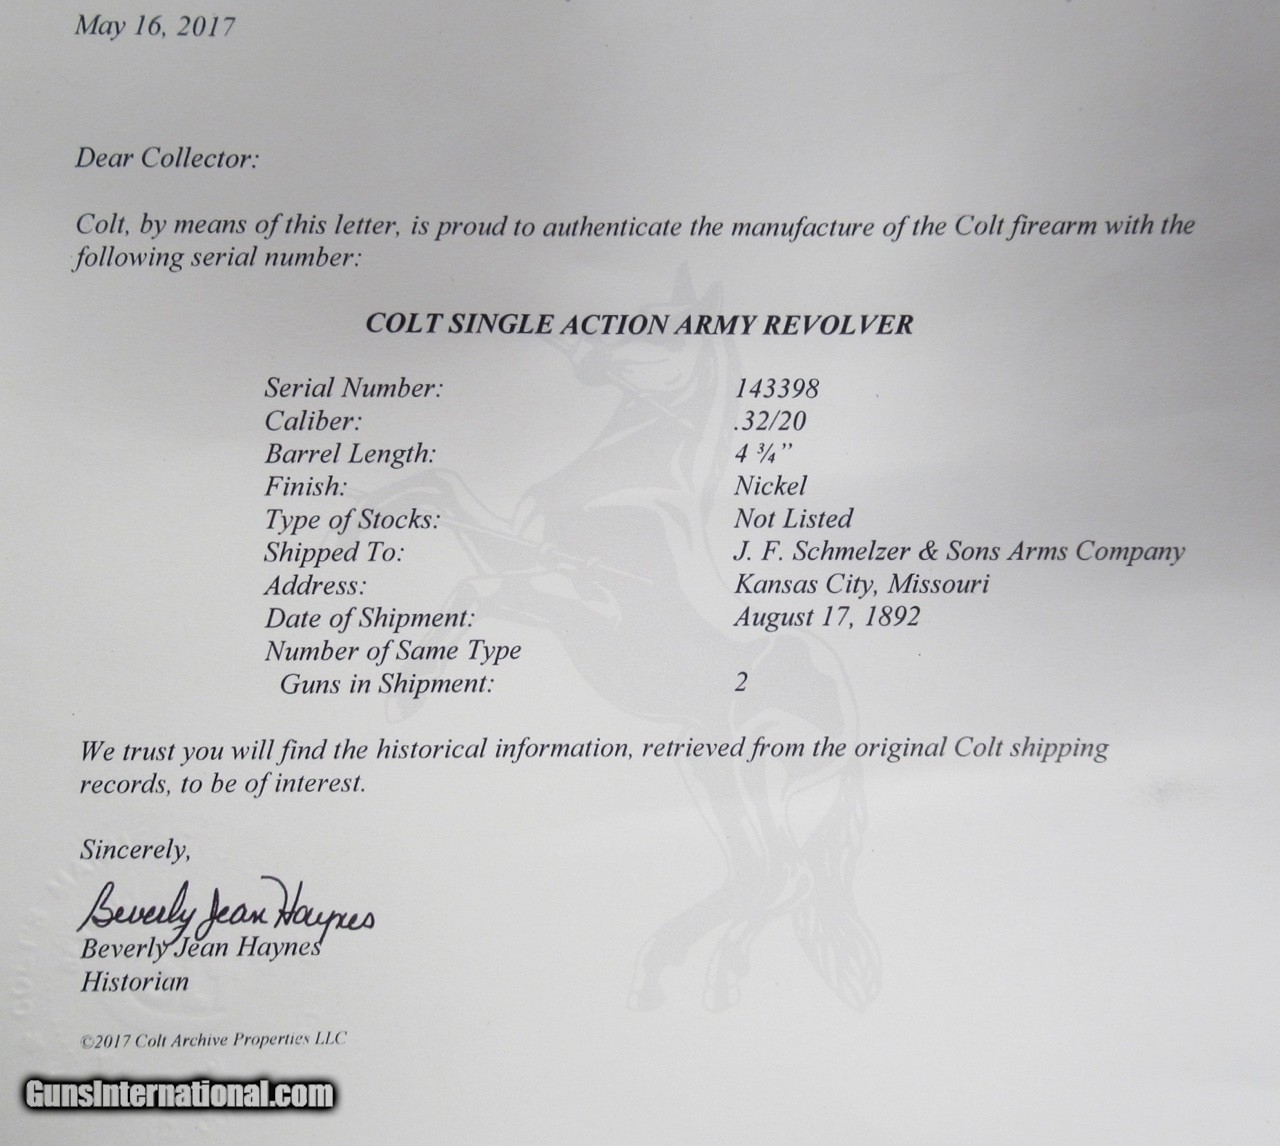 May 16, 2017
Dear Collector:
Colt, by means of this letter, is proud to authenticate the manufacture of the Colt firearm with the
following serial number:
COLT SINGLE ACTION ARMY REVOLVER
Serial Number: 143398
Caliber: .32/20
Barrel Length: 4 ¾”
Finish: Nickel
Type of Stocks: Not Listed
Shipped To: J. F. Schmelzer & Sons Arms Company
Address: Kansas City, Missouri
Date of Shipment: August 17, 1892
Number of Same Type
Guns in Shipment: 2
We trust you will find the historical information, retrieved from the original Colt shipping
records, to be of interest.
Sincerely,
Beverly Jean Haynes
Beverly Jean Haynes
Historian
©2017 Colt Archive Properties LLC
GunsInternational.com